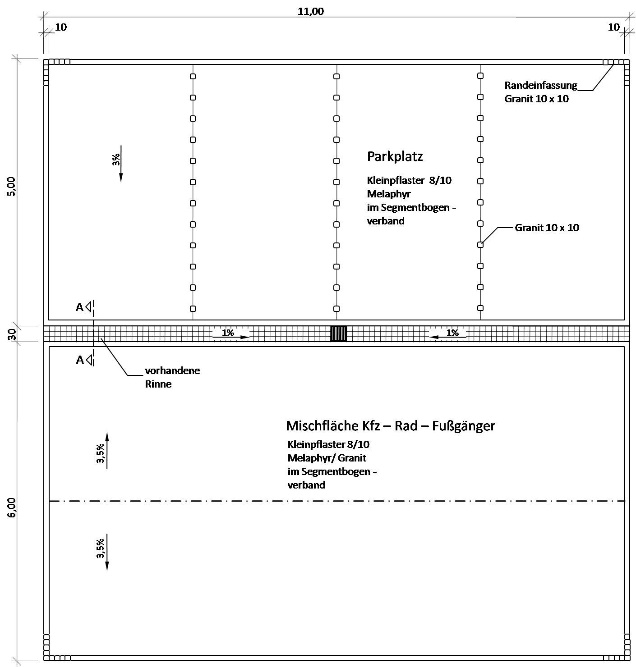 11,00
10
10
Randeinfassung
Granit 10 x 10
3%
Parkplatz
Kleinpflaster 8/10
Melaphyr
im Segmentbogen -
verband
5,00
Granit 10 x 10
A
30
1%
1%
A
vorhandene
Rinne
Mischfläche Kfz – Rad – Fußgänger
Kleinpflaster 8/10
Melaphyr/ Granit
im Segmentbogen -
verband
3,5%
6,00
3,5%